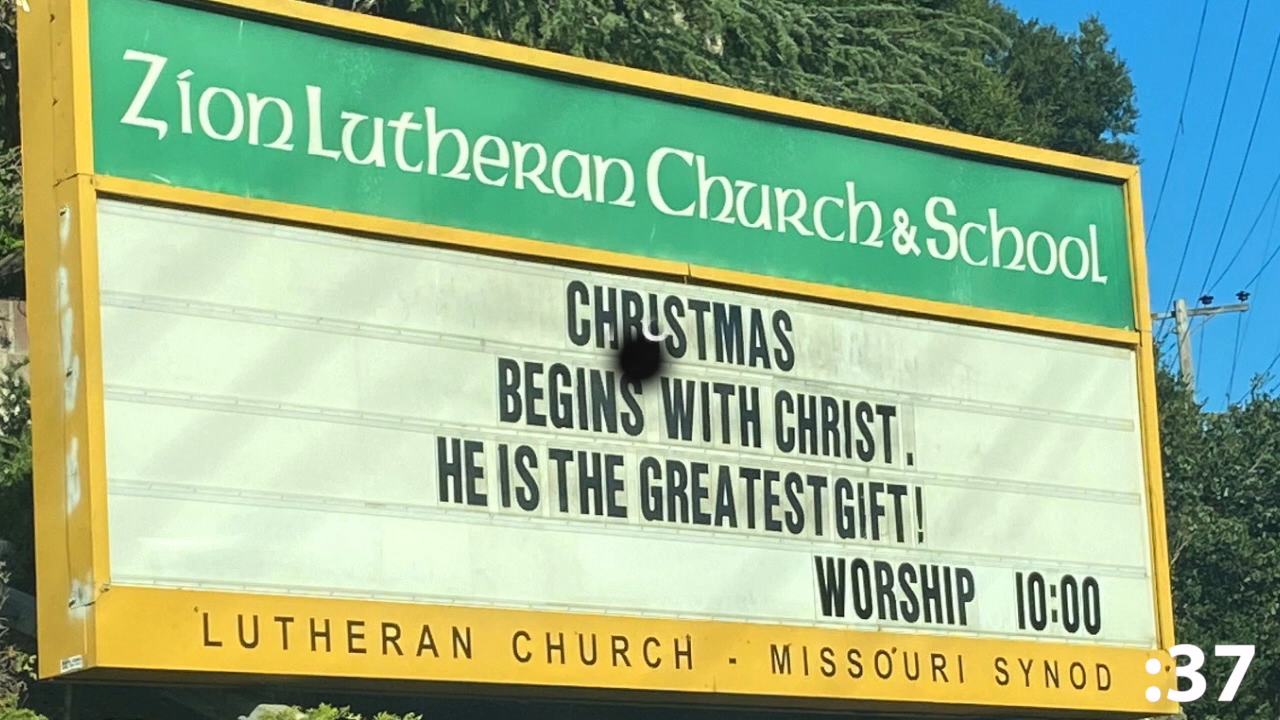 Zion Lutheran Church & School
CHRISTMAS
BEGINS WITH CHRIST.
HE IS THE GREATEST GIFT!
WORSHIP 10:00
LUTHERAN CHURCH - MISSOURI SYNOD
:37